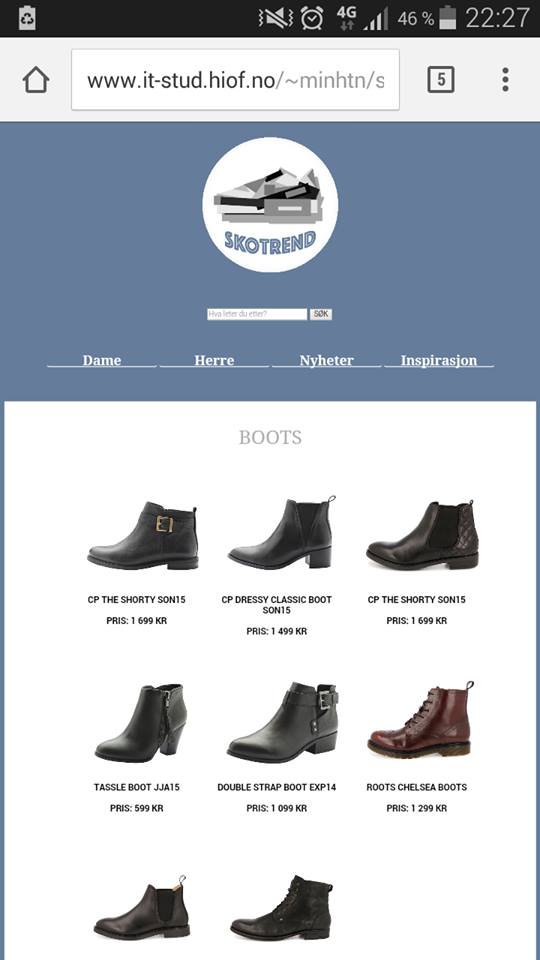 4G 46 % 22:27
www.it-stud.hiof.no/~minhtn/s
5
SKOTREND
Hva leter du etter? SØK
Dame Herre Nyheter Inspirasjon
BOOTS
CP THE SHORTY SON15
PRIS: 1 699 KR
CP DRESSY CLASSIC BOOT
SON15
PRIS: 1 499 KR
CP THE SHORTY SON15
PRIS: 1 699 KR
TASSLE BOOT JJA15
PRIS: 599 KR
DOUBLE STRAP BOOT EXP14
PRIS: 1 099 KR
ROOTS CHELSEA BOOTS
PRIS: 1 299 KR